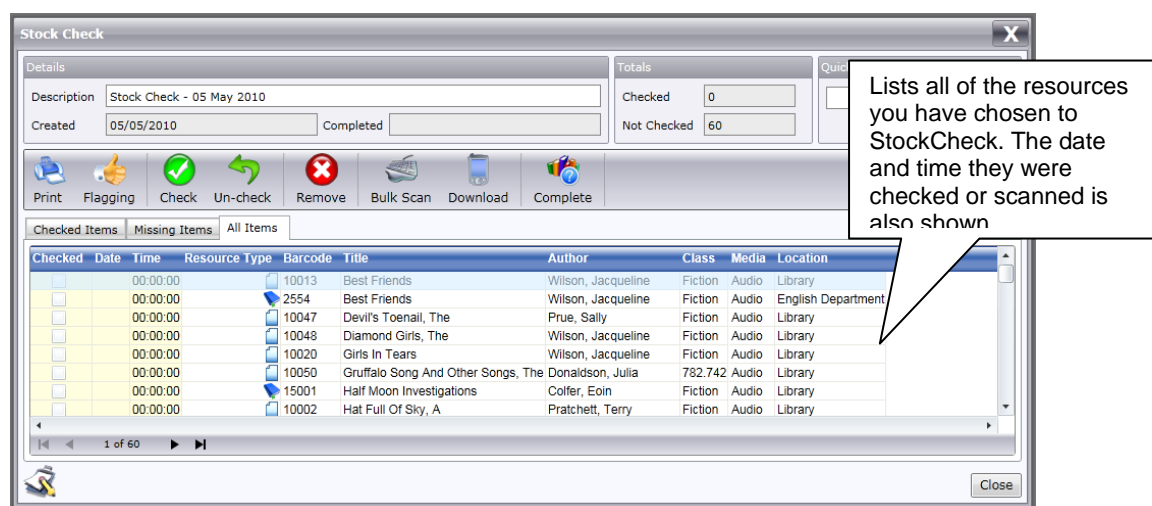 Stock Check X
Details Totals Quic
Description Stock Check - 05 May 2010 Checked 0
Created 05/05/2010 Completed Not Checked 60
Lists all of the resources
you have chosen to
StockCheck. The date
and time they were
checked or scanned is
also shown
Print Flagging Check Un-check Remove Bulk Scan Download Complete
Checked Items Missing Items All Items
Checked Date Time Resource Type Barcode Title Author Class Media Location
00:00:00 10013 Best Friends Wilson, Jacqueline Fiction Audio Library
00:00:00 2554 Best Friends Wilson, Jacqueline Fiction Audio English Department
00:00:00 10047 Devil's Toenail, The Prue, Sally Fiction Audio Library
00:00:00 10048 Diamond Girls, The Wilson, Jacqueline Fiction Audio Library
00:00:00 10020 Girls In Tears Wilson, Jacqueline Fiction Audio Library
00:00:00 10050 Gruffalo Song And Other Songs, The Donaldson, Julia 782.742 Audio Library
00:00:00 15001 Half Moon Investigations Colfer, Eoin Fiction Audio Library
00:00:00 10002 Hat Full Of Sky, A Pratchett, Terry Fiction Audio Library
1 of 60
Close